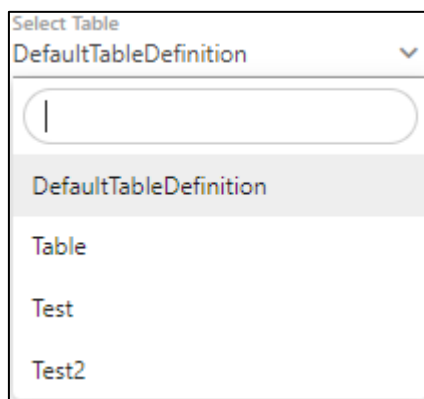 Select Table
DefaultTableDefinition
DefaultTableDefinition
Table
Test
Test2